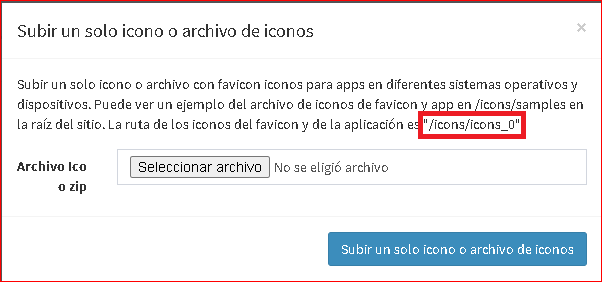 Subir un solo icono o archivo de iconos
×
Subir un solo icono o archivo con favicon iconos para apps en diferentes sistemas operativos y
dispositivos. Puede ver un ejemplo del archivo de iconos de favicon y app en /icons/samples en
la raíz del sitio. La ruta de los iconos del favicon y de la aplicación es "/icons/icons_0"
Archivo Ico
o zip
Seleccionar archivo No se eligió archivo
Subir un solo icono o archivo de iconos